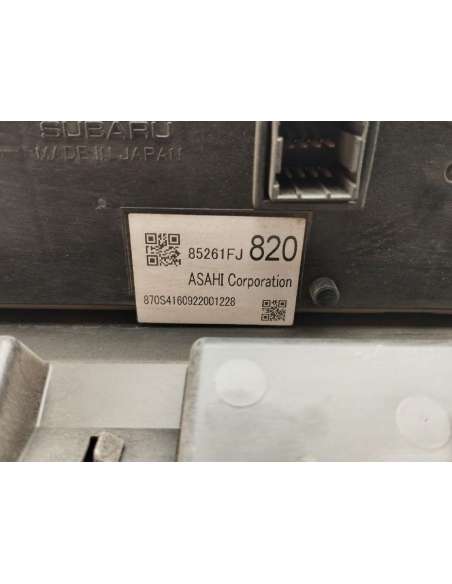 SUBARU
MADE IN JAPAN
85261FJ 820
ASAHI Corporation
870S4160922001228